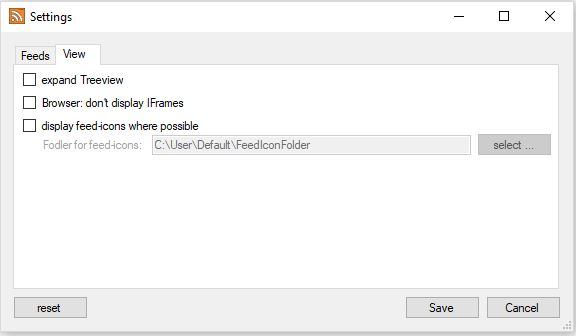 Settings
Feeds View
expand Treeview
Browser: don't display IFrames
display feed-icons where possible
Fodler for feed-icons: C:\User\Default\FeedIconFolder select ...
reset Save Cancel